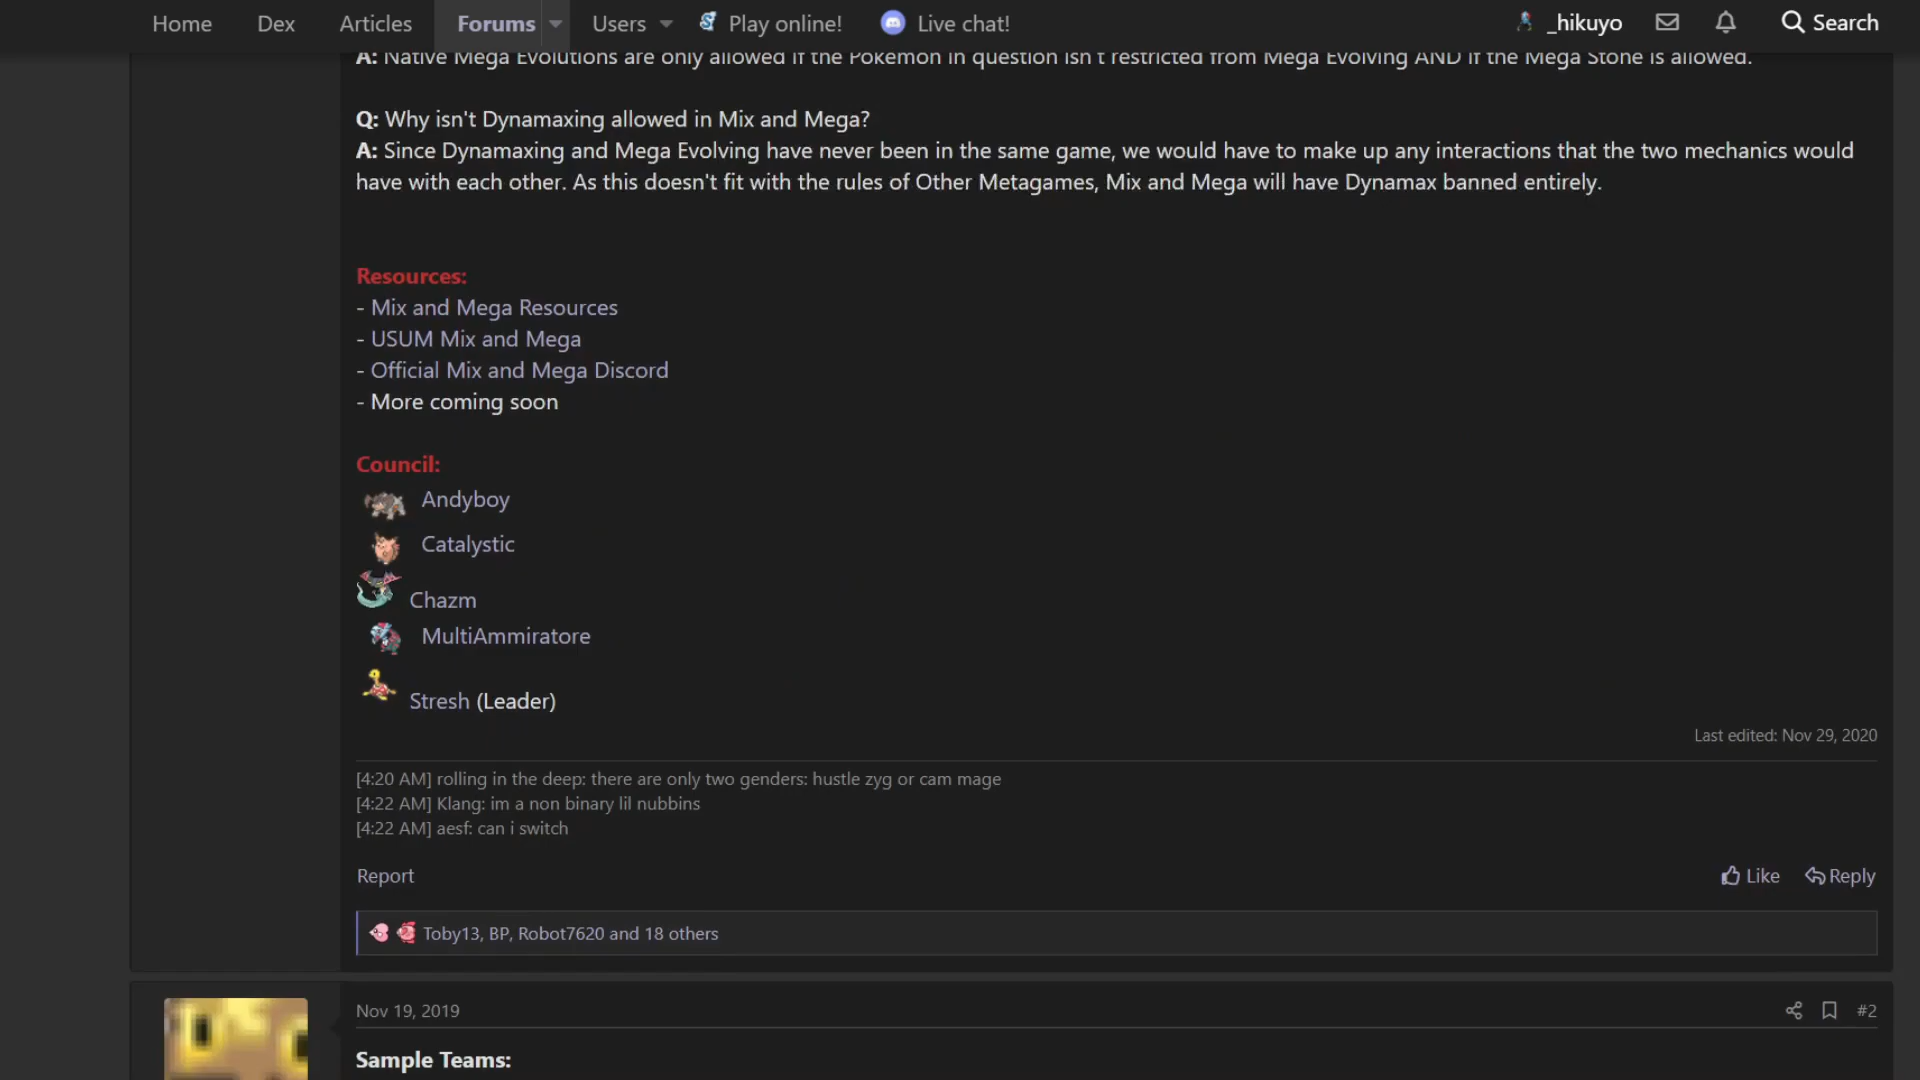 Home Dex Articles Forums Users Play online! Live chat! _hikuyo Search
A: Native Mega Evolutions are only allowed if the Pokemon in question isn't restricted from Mega Evolving AND if the Mega Stone is allowed.
Q: Why isn't Dynamaxing allowed in Mix and Mega?
A: Since Dynamaxing and Mega Evolving have never been in the same game, we would have to make up any interactions that the two mechanics would
have with each other. As this doesn't fit with the rules of Other Metagames, Mix and Mega will have Dynamax banned entirely.
Resources:
- Mix and Mega Resources
- USUM Mix and Mega
- Official Mix and Mega Discord
- More coming soon
Council:
Andyboy
Catalystic
Chazm
MultiAmmiratore
Stresh (Leader)
Last edited: Nov 29, 2020
[4:20 AM] rolling in the deep: there are only two genders: hustle zyg or cam mage
[4:22 AM] Klang: im a non binary lil nubbins
[4:22 AM] aesf: can i switch
Report Like Reply
Toby13, BP, Robot7620 and 18 others
Nov 19, 2019 #2
Sample Teams: